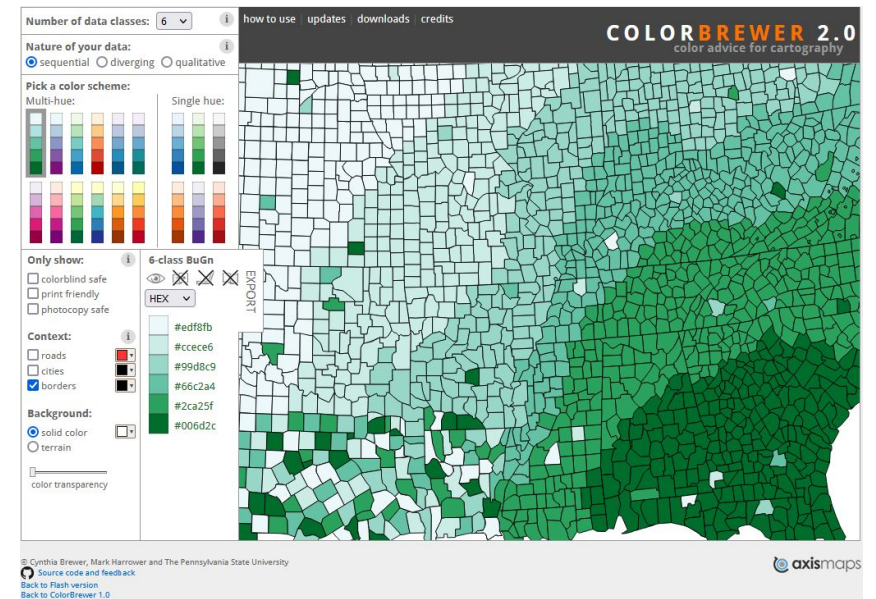 Number of data classes: 6 i
how to use | updates | downloads | credits
COLORBREWER 2.0
color advice for cartography
Nature of your data: i
sequential diverging qualitative
Pick a color scheme:
Multi-hue: Single hue:
Only show: i
colorblind safe
print friendly
photocopy safe
Context: i
roads
cities
borders
Background:
solid color
terrain
color transparency
6-class BuGn
EXPORT
HEX
#edf8fb
#ccece6
#99d8c9
#66c2a4
#2ca25f
#006d2c
© Cynthia Brewer, Mark Harrower and The Pennsylvania State University
Source code and feedback
Back to Flash version
Back to ColorBrewer 1.0
axismaps